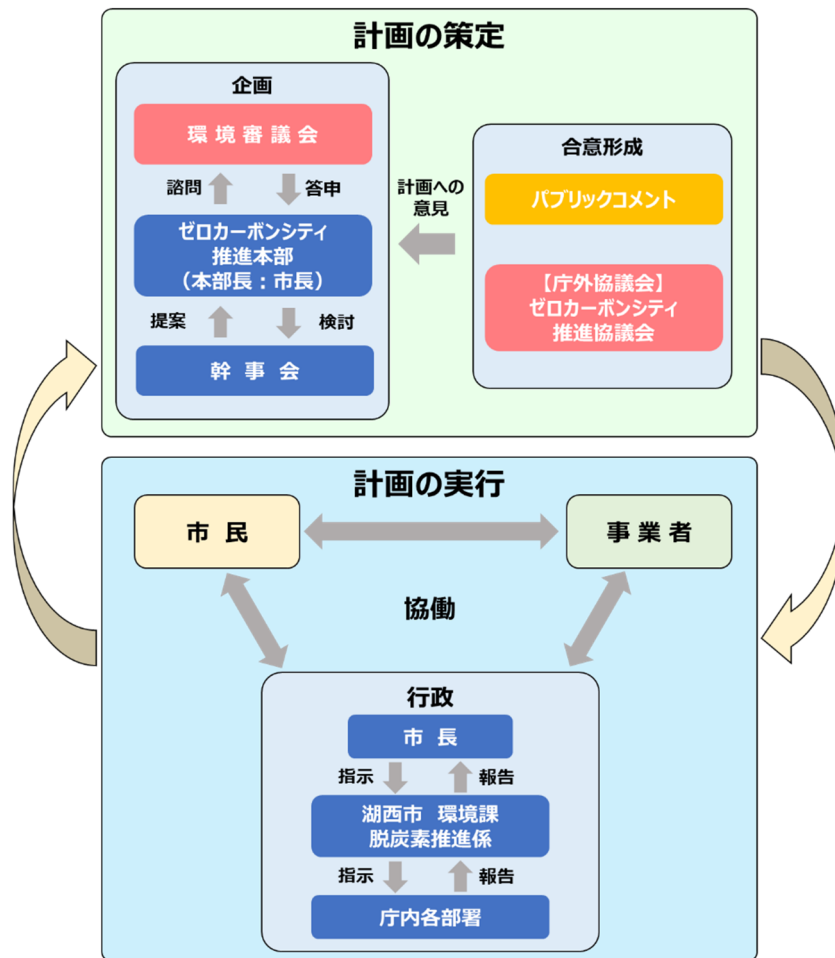 計画の策定
企画
環境審議会
諮問
答申
ゼロカーボンシティ
推進本部
（本部長：市長）
提案
検討
幹事会
計画への
意見
合意形成
パブリックコメント
【庁外協議会】
ゼロカーボンシティ
推進協議会
計画の実行
市 民
事業者
協働
行政
市 長
指示
報告
湖西市 環境課
脱炭素推進係
指示
報告
庁内各部署